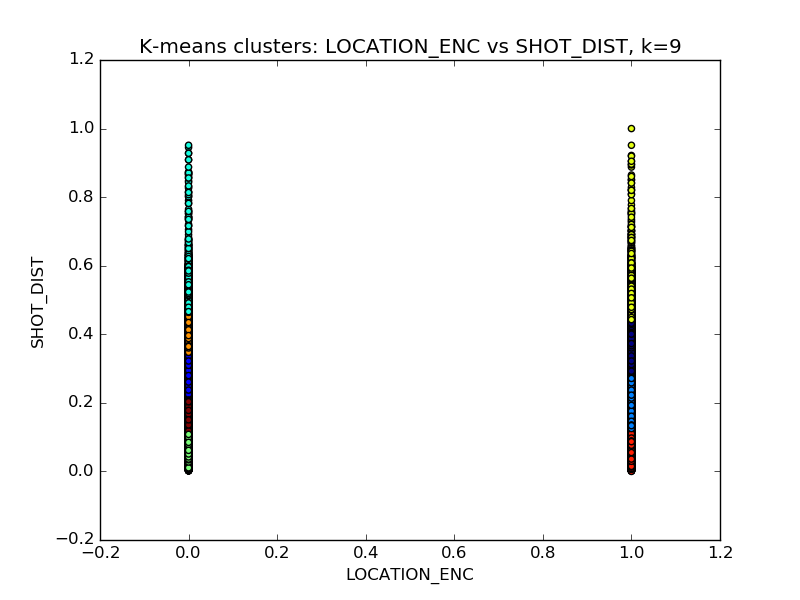 K-means clusters: LOCATION_ENC vs SHOT_DIST, k=9
1.2
1.0
0.8
0.6
0.4
0.2
0.0
−0.2
SHOT_DIST
−0.2 0.0 0.2 0.4 0.6 0.8 1.0 1.2
LOCATION_ENC